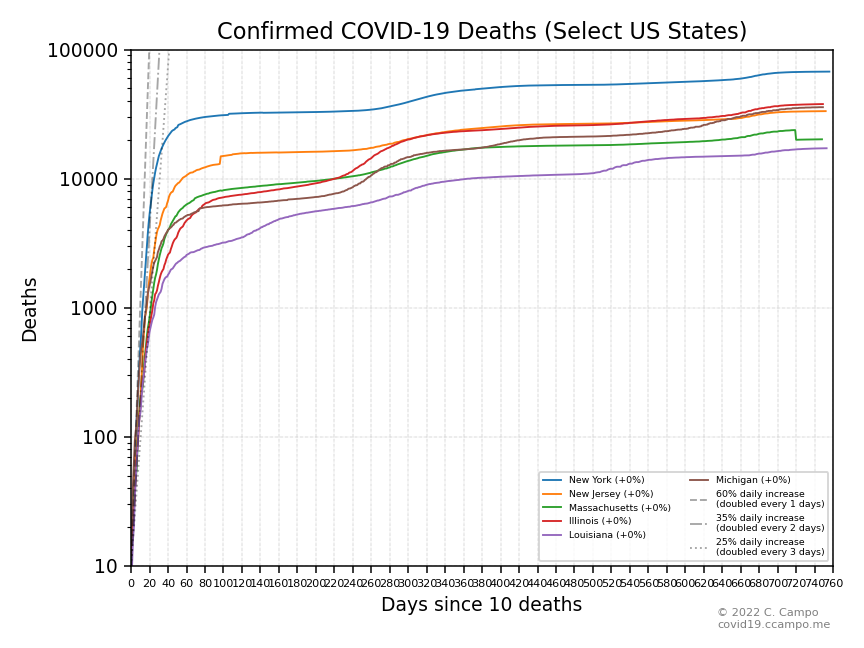 Confirmed COVID-19 Deaths (Select US States)
100000
10000
1000
100
10
Deaths
New York (+0%)
New Jersey (+0%)
Massachusetts (+0%)
Illinois (+0%)
Louisiana (+0%)
Michigan (+0%)
60% daily increase
(doubled every 1 days)
35% daily increase
(doubled every 2 days)
25% daily increase
(doubled every 3 days)
0 20 40 60 80 100 120 140 160 180 200 220 240 260 280 300 320 340 360 380 400 420 440 460 480 500 520 540 560 580 600 620 640 660 680 700 720 740 760
Days since 10 deaths
© 2022 C. Campo
covid19.ccampo.me